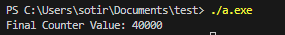 PS C:\Users\sotir\Documents\test> ./a.exe
Final Counter Value: 40000